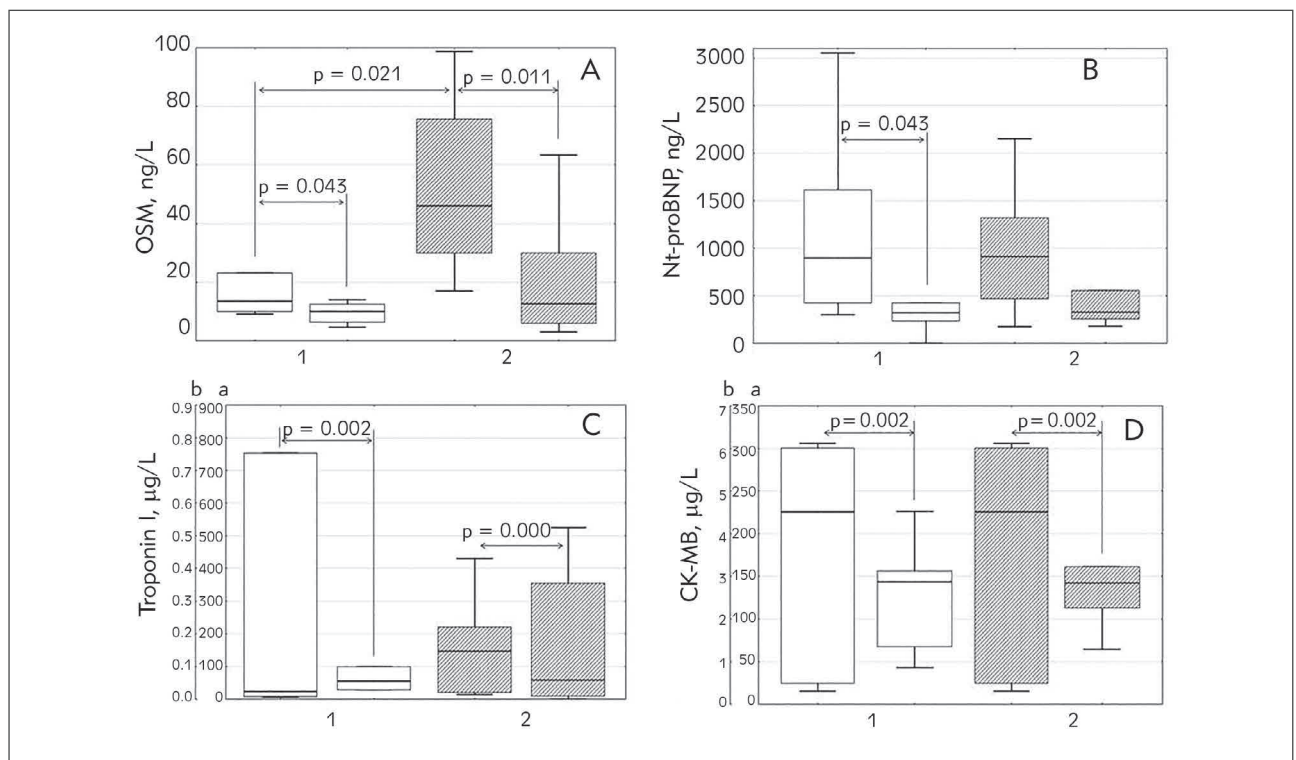 A
OSM, ng/L
100
80
60
40
20
0
p = 0.021
p = 0.011
p = 0.043
1
2
B
Nt-proBNP, ng/L
3000
2500
2000
1500
1000
500
0
p = 0.043
1
2
C
b a
Troponin I, μg/L
0.9 900
0.8 800
0.7 700
0.6 600
0.5 500
0.4 400
0.3 300
0.2 200
0.1 100
0.0 0
p = 0.002
p = 0.000
1
2
D
b a
CK-MB, μg/L
7 350
6 300
5 250
4 200
3 150
2 100
1 50
0 0
p = 0.002
p = 0.002
1
2